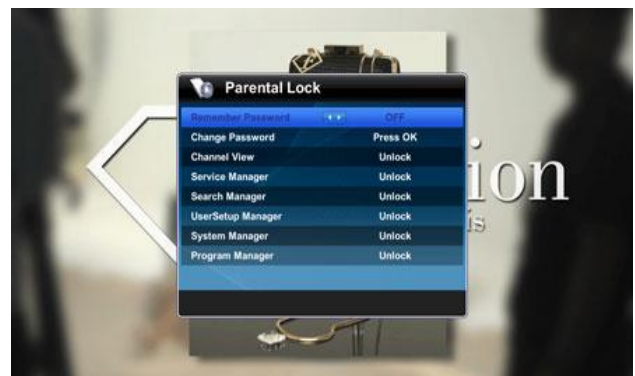 Parental Lock
Remember Password OFF
Change Password Press OK
Channel View Unlock
Service Manager Unlock
Search Manager Unlock
UserSetup Manager Unlock
System Manager Unlock
Program Manager Unlock